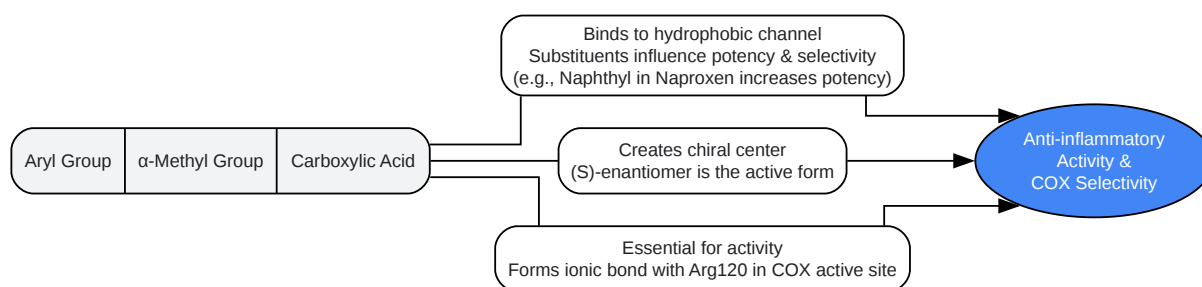 Binds to hydrophobic channel
Substituents influence potency & selectivity
(e.g., Naphthyl in Naproxen increases potency)
Aryl Group
α-Methyl Group
Carboxylic Acid
Creates chiral center
(S)-enantiomer is the active form
Anti-inflammatory
Activity &
COX Selectivity
Essential for activity
Forms ionic bond with Arg120 in COX active site